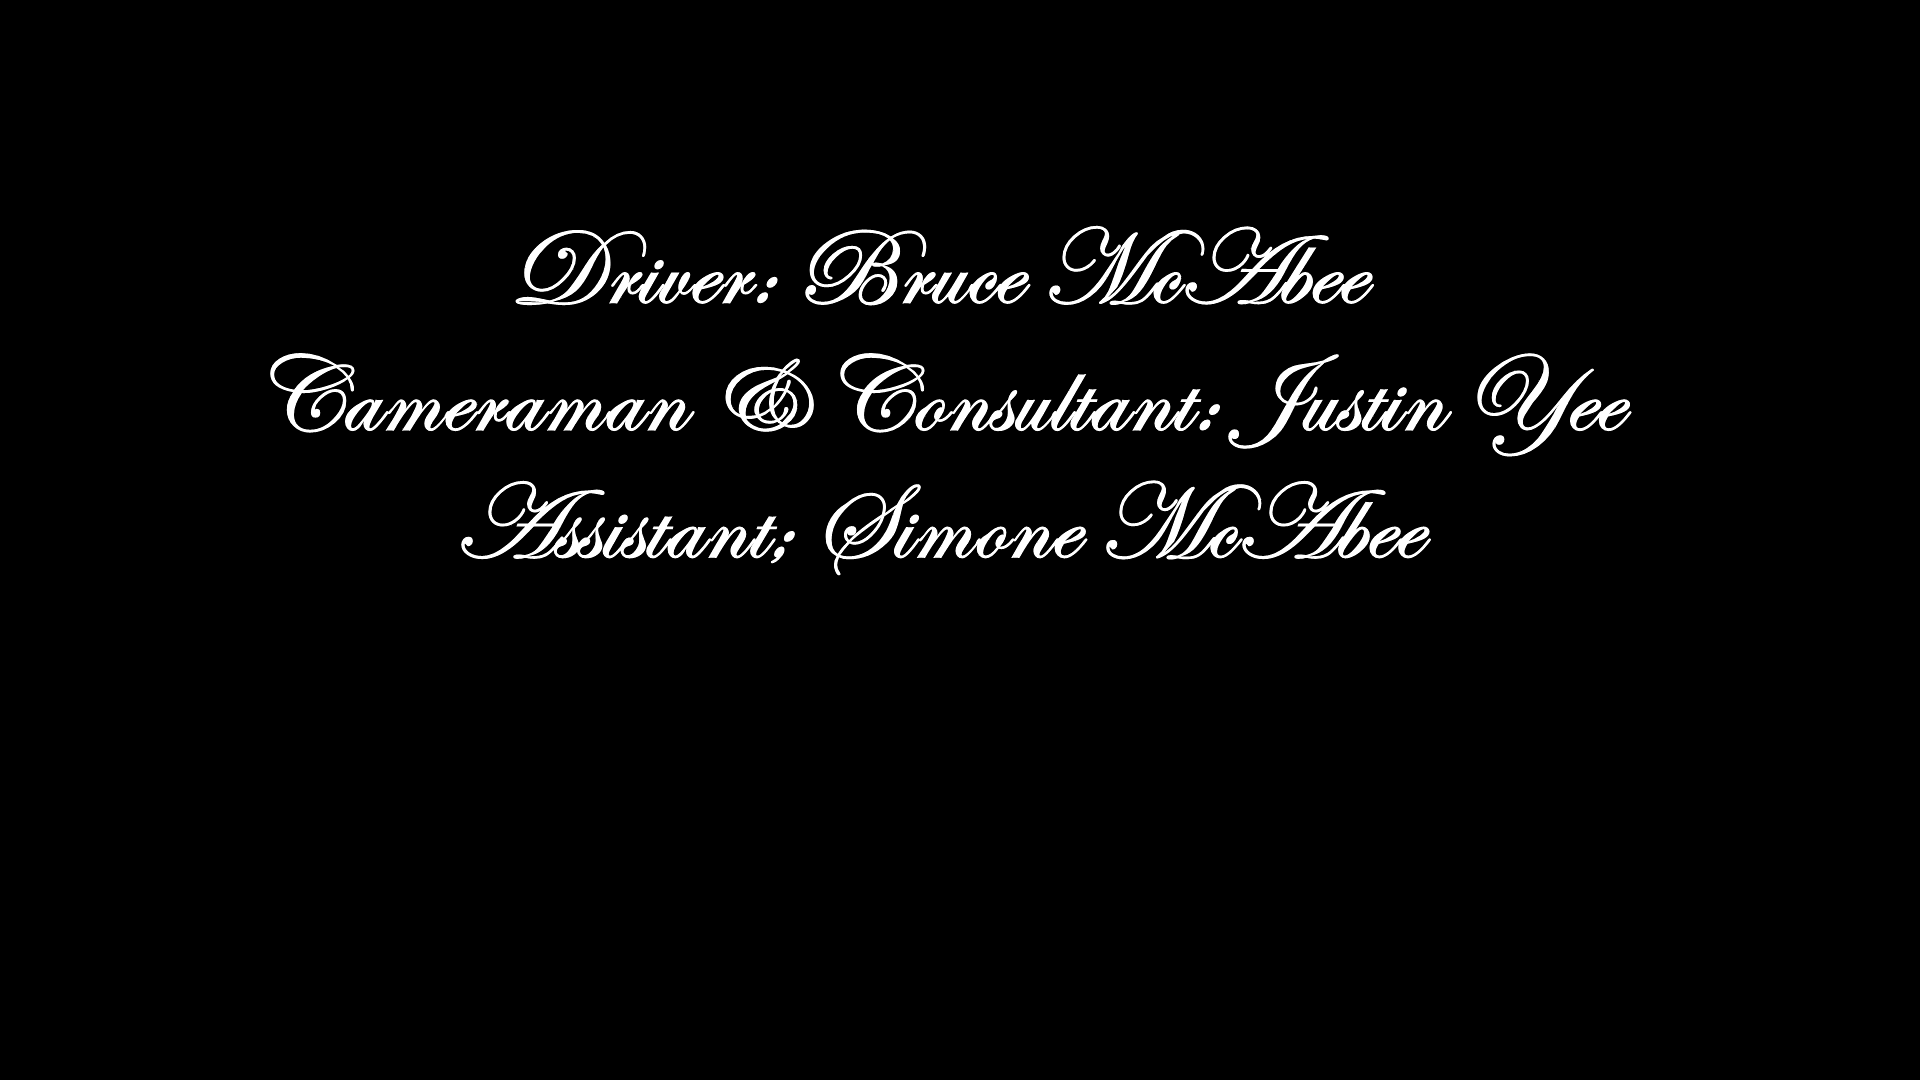 Driver: Bruce McAbee
Cameraman & Consultant: Justin Yee
Assistant; Simone McAbee